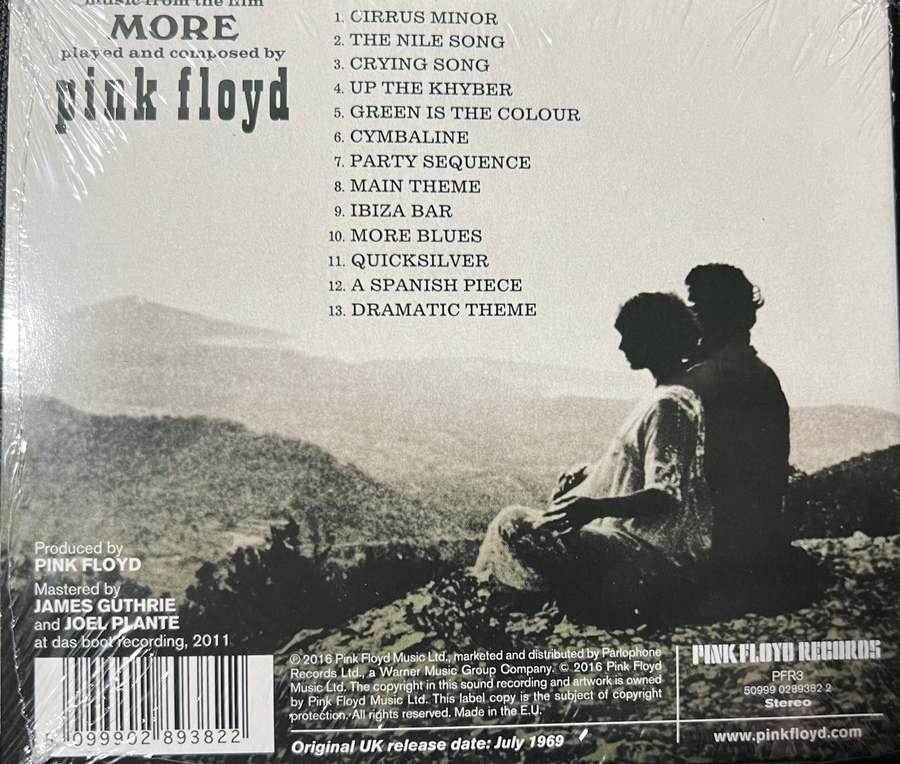 music from the film
MORE
played and composed by
pink floyd
1. CIRRUS MINOR
2. THE NILE SONG
3. CRYING SONG
4. UP THE KHYBER
5. GREEN IS THE COLOUR
6. CYMBALINE
7. PARTY SEQUENCE
8. MAIN THEME
9. IBIZA BAR
10. MORE BLUES
11. QUICKSILVER
12. A SPANISH PIECE
13. DRAMATIC THEME
Produced by
PINK FLOYD
Mastered by
JAMES GUTHRIE
and JOEL PLANTE
at das boot recording, 2011
5 099902 893822
℗ 2016 Pink Floyd Music Ltd., marketed and distributed by Parlophone
Records Ltd., a Warner Music Group Company. © 2016 Pink Floyd
Music Ltd. The copyright in this sound recording and artwork is owned
by Pink Floyd Music Ltd. This label copy is the subject of copyright
protection. All rights reserved. Made in the E.U.
Original UK release date: July 1969
PINK FLOYD RECORDS
PFR3
50999 0289382 2
Stereo
www.pinkfloyd.com